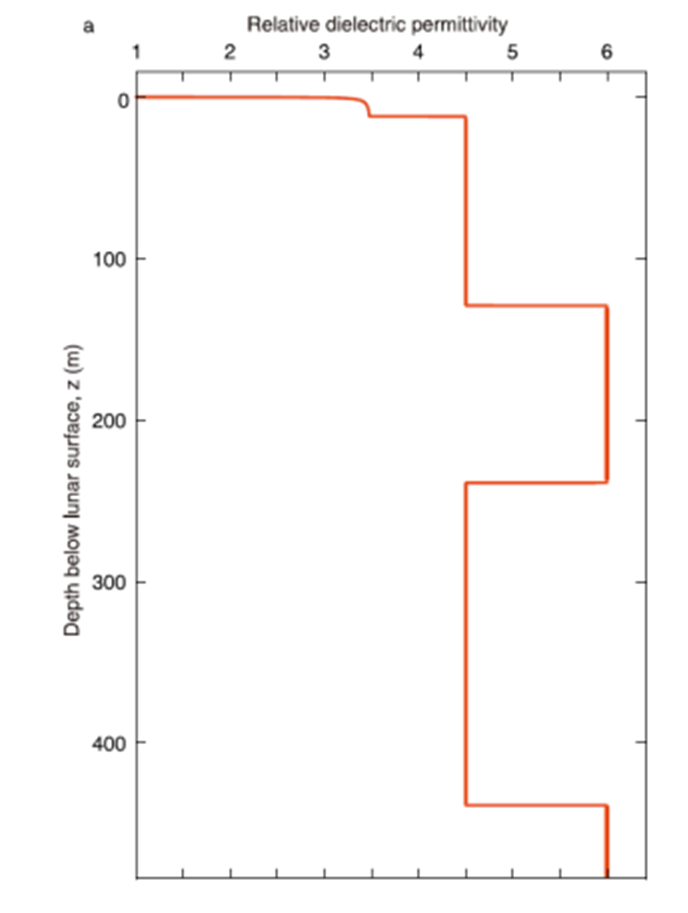 a
Relative dielectric permittivity
1 2 3 4 5 6
0
100
200
300
400
Depth below lunar surface, z (m)